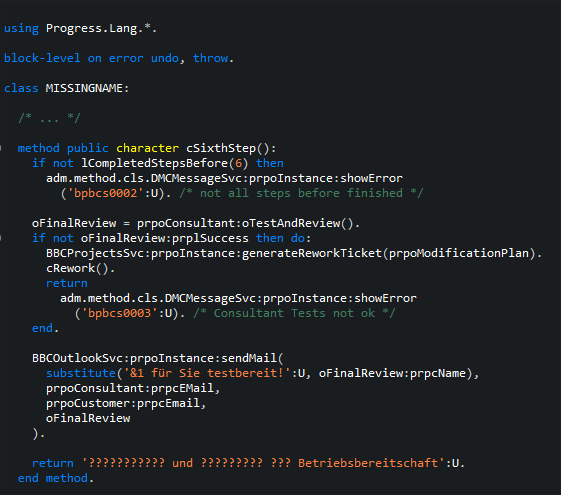 using Progress.Lang.*.
block-level on error undo, throw.
class MISSINGNAME:
/* ... */
method public character cSixthStep():
if not lCompletedStepsBefore(6) then
adm.method.cls.DMCMessageSvc:prpoInstance:showError
('bpbcs0002':U). /* not all steps before finished */
oFinalReview = prpoConsultant:oTestAndReview().
if not oFinalReview:prplSuccess then do:
BBCProjectsSvc:prpoInstance:generateReworkTicket(prpoModificationPlan).
cRework().
return
adm.method.cls.DMCMessageSvc:prpoInstance:showError
('bpbcs0003':U). /* Consultant Tests not ok */
end.
BBCOutlookSvc:prpoInstance:sendMail(
substitute('&1 für Sie testbereit!':U, oFinalReview:prpcName),
prpoConsultant:prpcEMail,
prpoCustomer:prpcEmail,
oFinalReview
).
return '??????????? und ????????? ??? Betriebsbereitschaft':U.
end method.